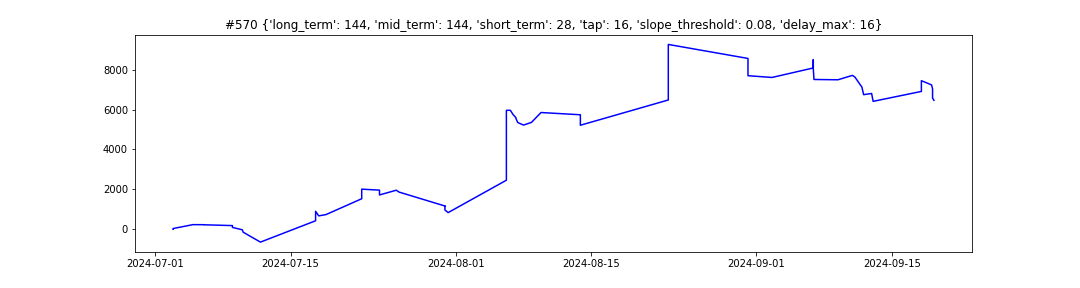 #570 {'long_term': 144, 'mid_term': 144, 'short_term': 28, 'tap': 16, 'slope_threshold': 0.08, 'delay_max': 16}
8000
6000
4000
2000
0
2024-07-01 2024-07-15 2024-08-01 2024-08-15 2024-09-01 2024-09-15